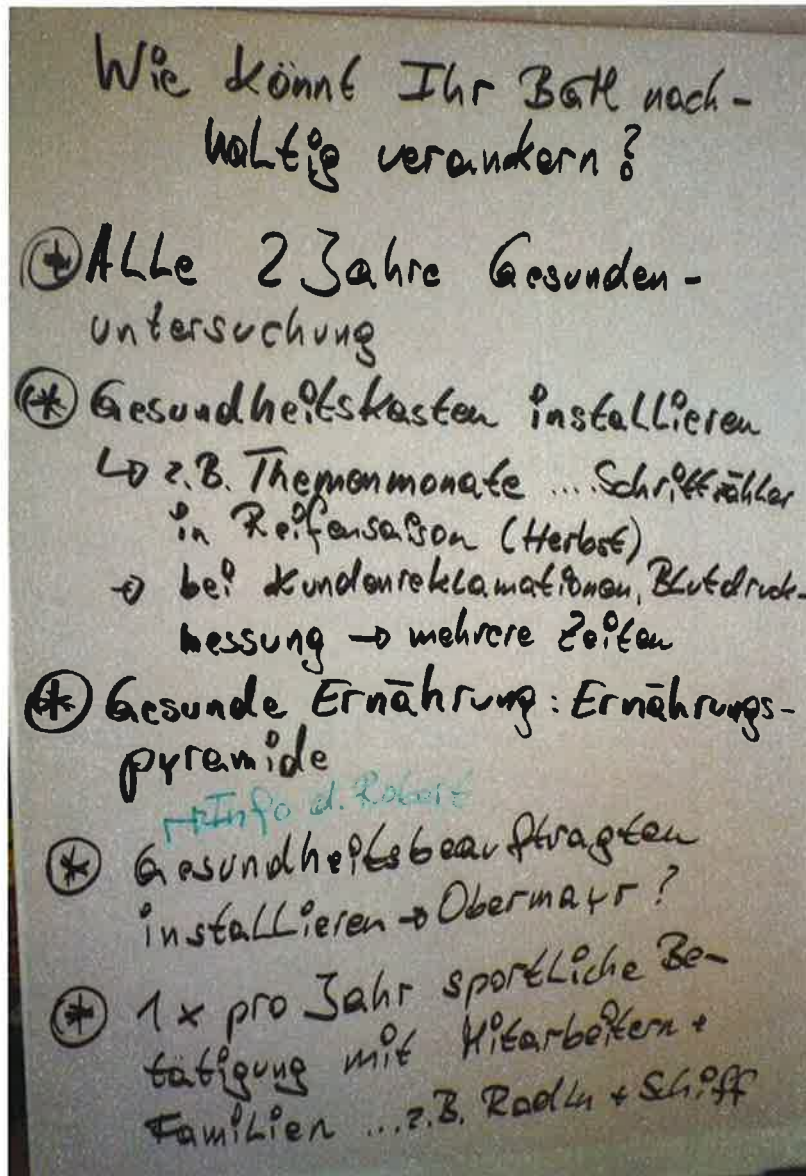 Wie könnt Ihr BGM nach-
haltig verankern?
* Alle 2 Jahre Gesunden-
untersuchung
* Gesundheitskasten installieren
↳ z.B. Themenmonate .... Schrittzähler
in Reifensaison (Herbst)
→ bei Kundenreklamationen, Blutdruck-
messung → mehrere Zeiten
* Gesunde Ernährung: Ernährungs-
pyramide
↦ Info d. Robert
* Gesundheitsbeauftragten
installieren → Obermayr?
* 1x pro Jahr sportliche Be-
tätigung mit Mitarbeitern +
Familien ... z.B. Radln + Schiff